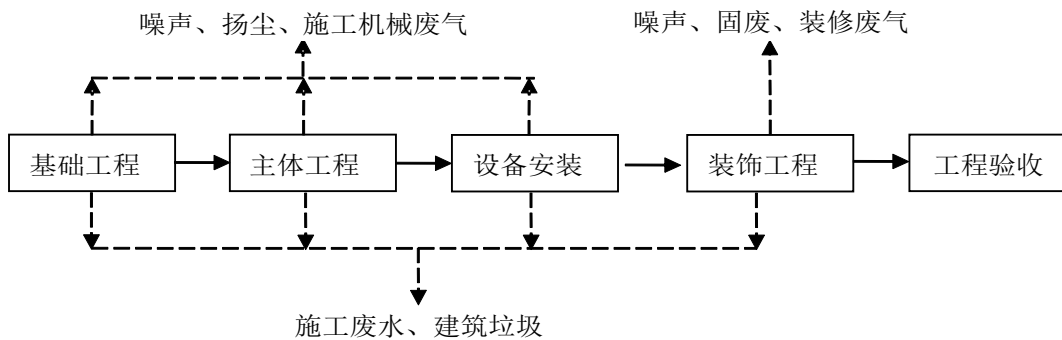 噪声、扬尘、施工机械废气
噪声、固废、装修废气
基础工程
主体工程
设备安装
装饰工程
工程验收
施工废水、建筑垃圾